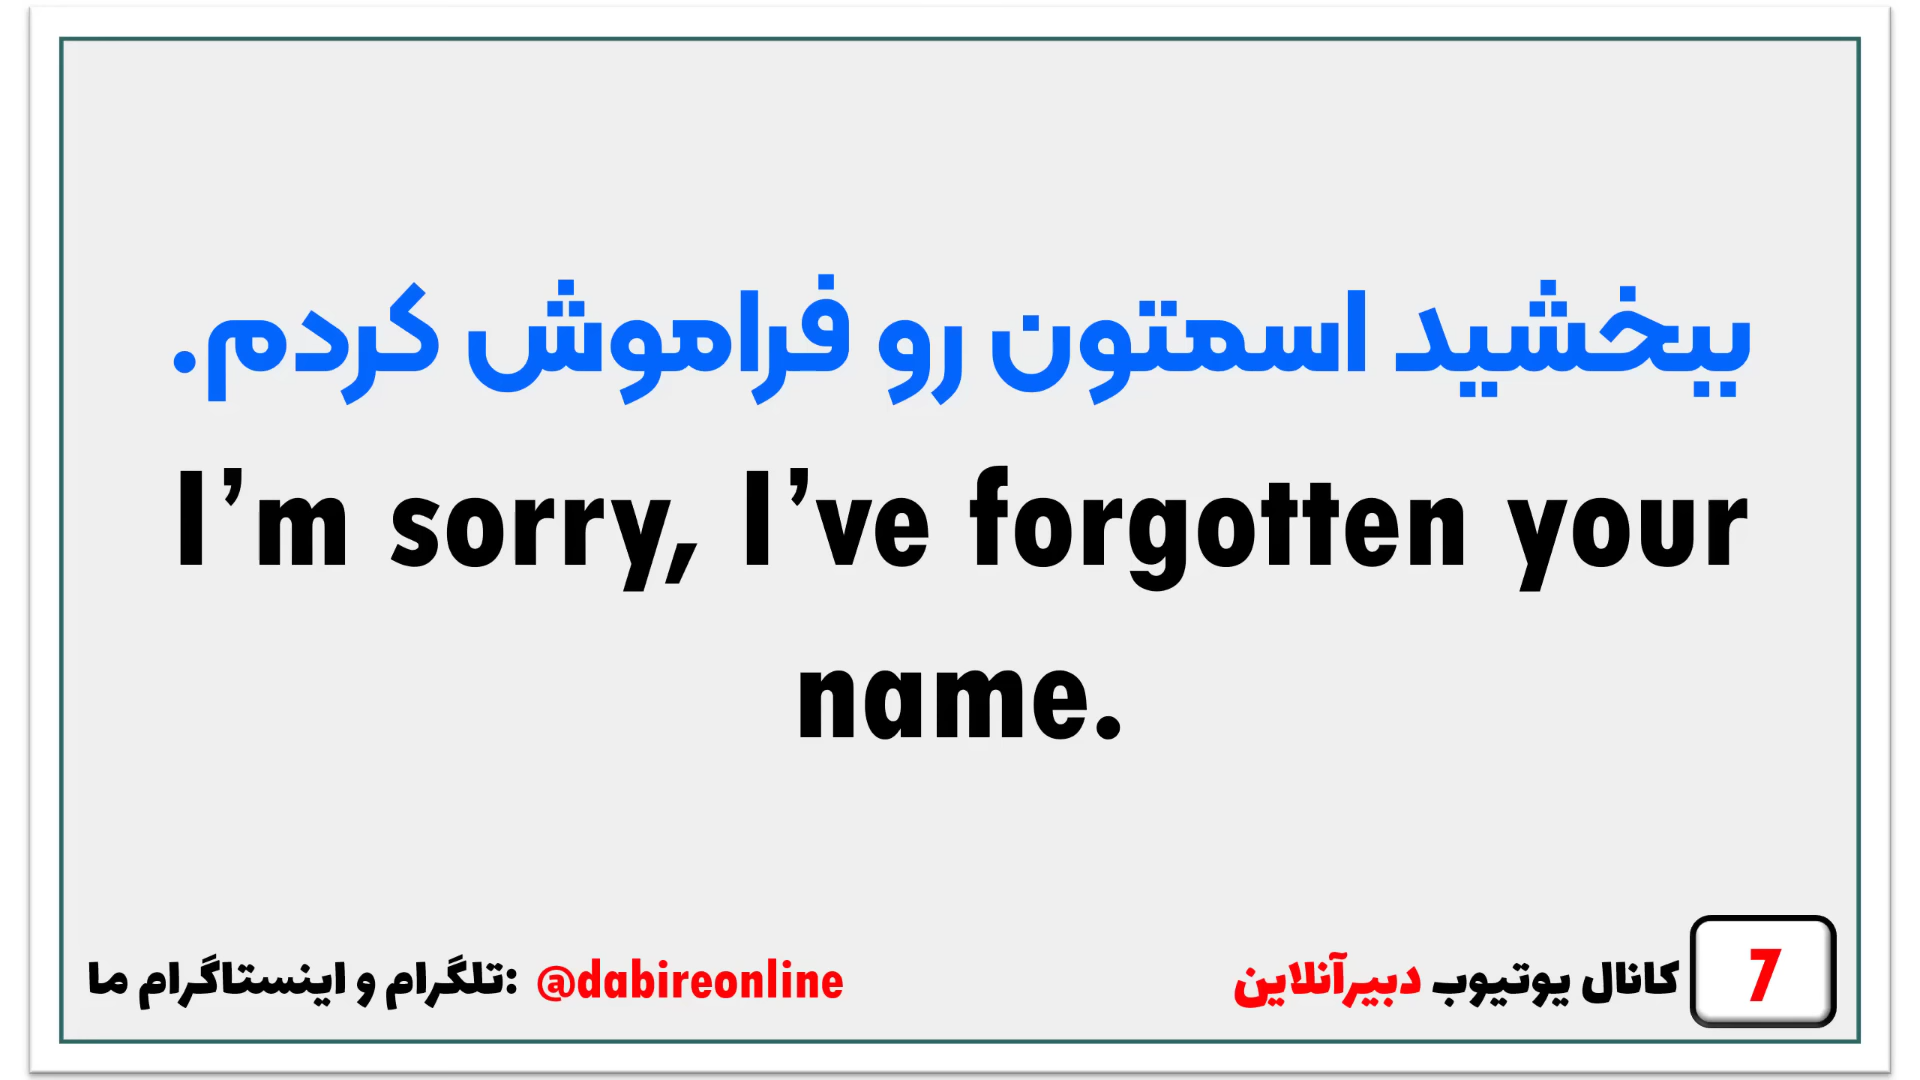 ببخشید اسمتون رو فراموش کردم.
I’m sorry, I’ve forgotten your
name.
تلگرام و اینستاگرام ما: @dabireonline
کانال یوتیوب دبیرآنلاین
7